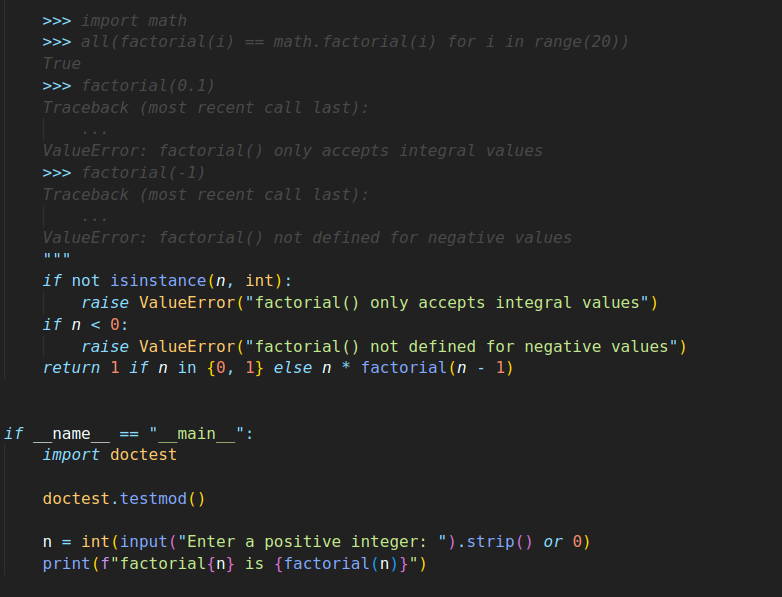 >>> import math
>>> all(factorial(i) == math.factorial(i) for i in range(20))
True
>>> factorial(0.1)
Traceback (most recent call last):
    ...
ValueError: factorial() only accepts integral values
>>> factorial(-1)
Traceback (most recent call last):
    ...
ValueError: factorial() not defined for negative values
"""
if not isinstance(n, int):
    raise ValueError("factorial() only accepts integral values")
if n < 0:
    raise ValueError("factorial() not defined for negative values")
return 1 if n in {0, 1} else n * factorial(n - 1)
if __name__ == "__main__":
    import doctest
    doctest.testmod()
    n = int(input("Enter a positive integer: ").strip() or 0)
    print(f"factorial{n} is {factorial(n)}")